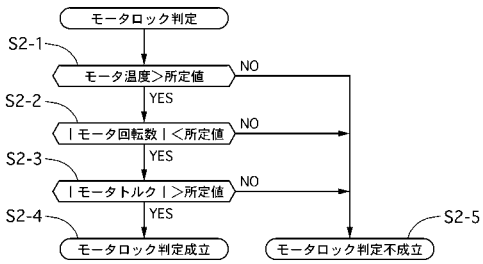 モータロック判定
S2-1
モータ温度>所定値
NO
YES
S2-2
|モータ回転数|<所定値
NO
YES
S2-3
|モータトルク|>所定値
NO
YES
S2-4
モータロック判定成立
S2-5
モータロック判定不成立